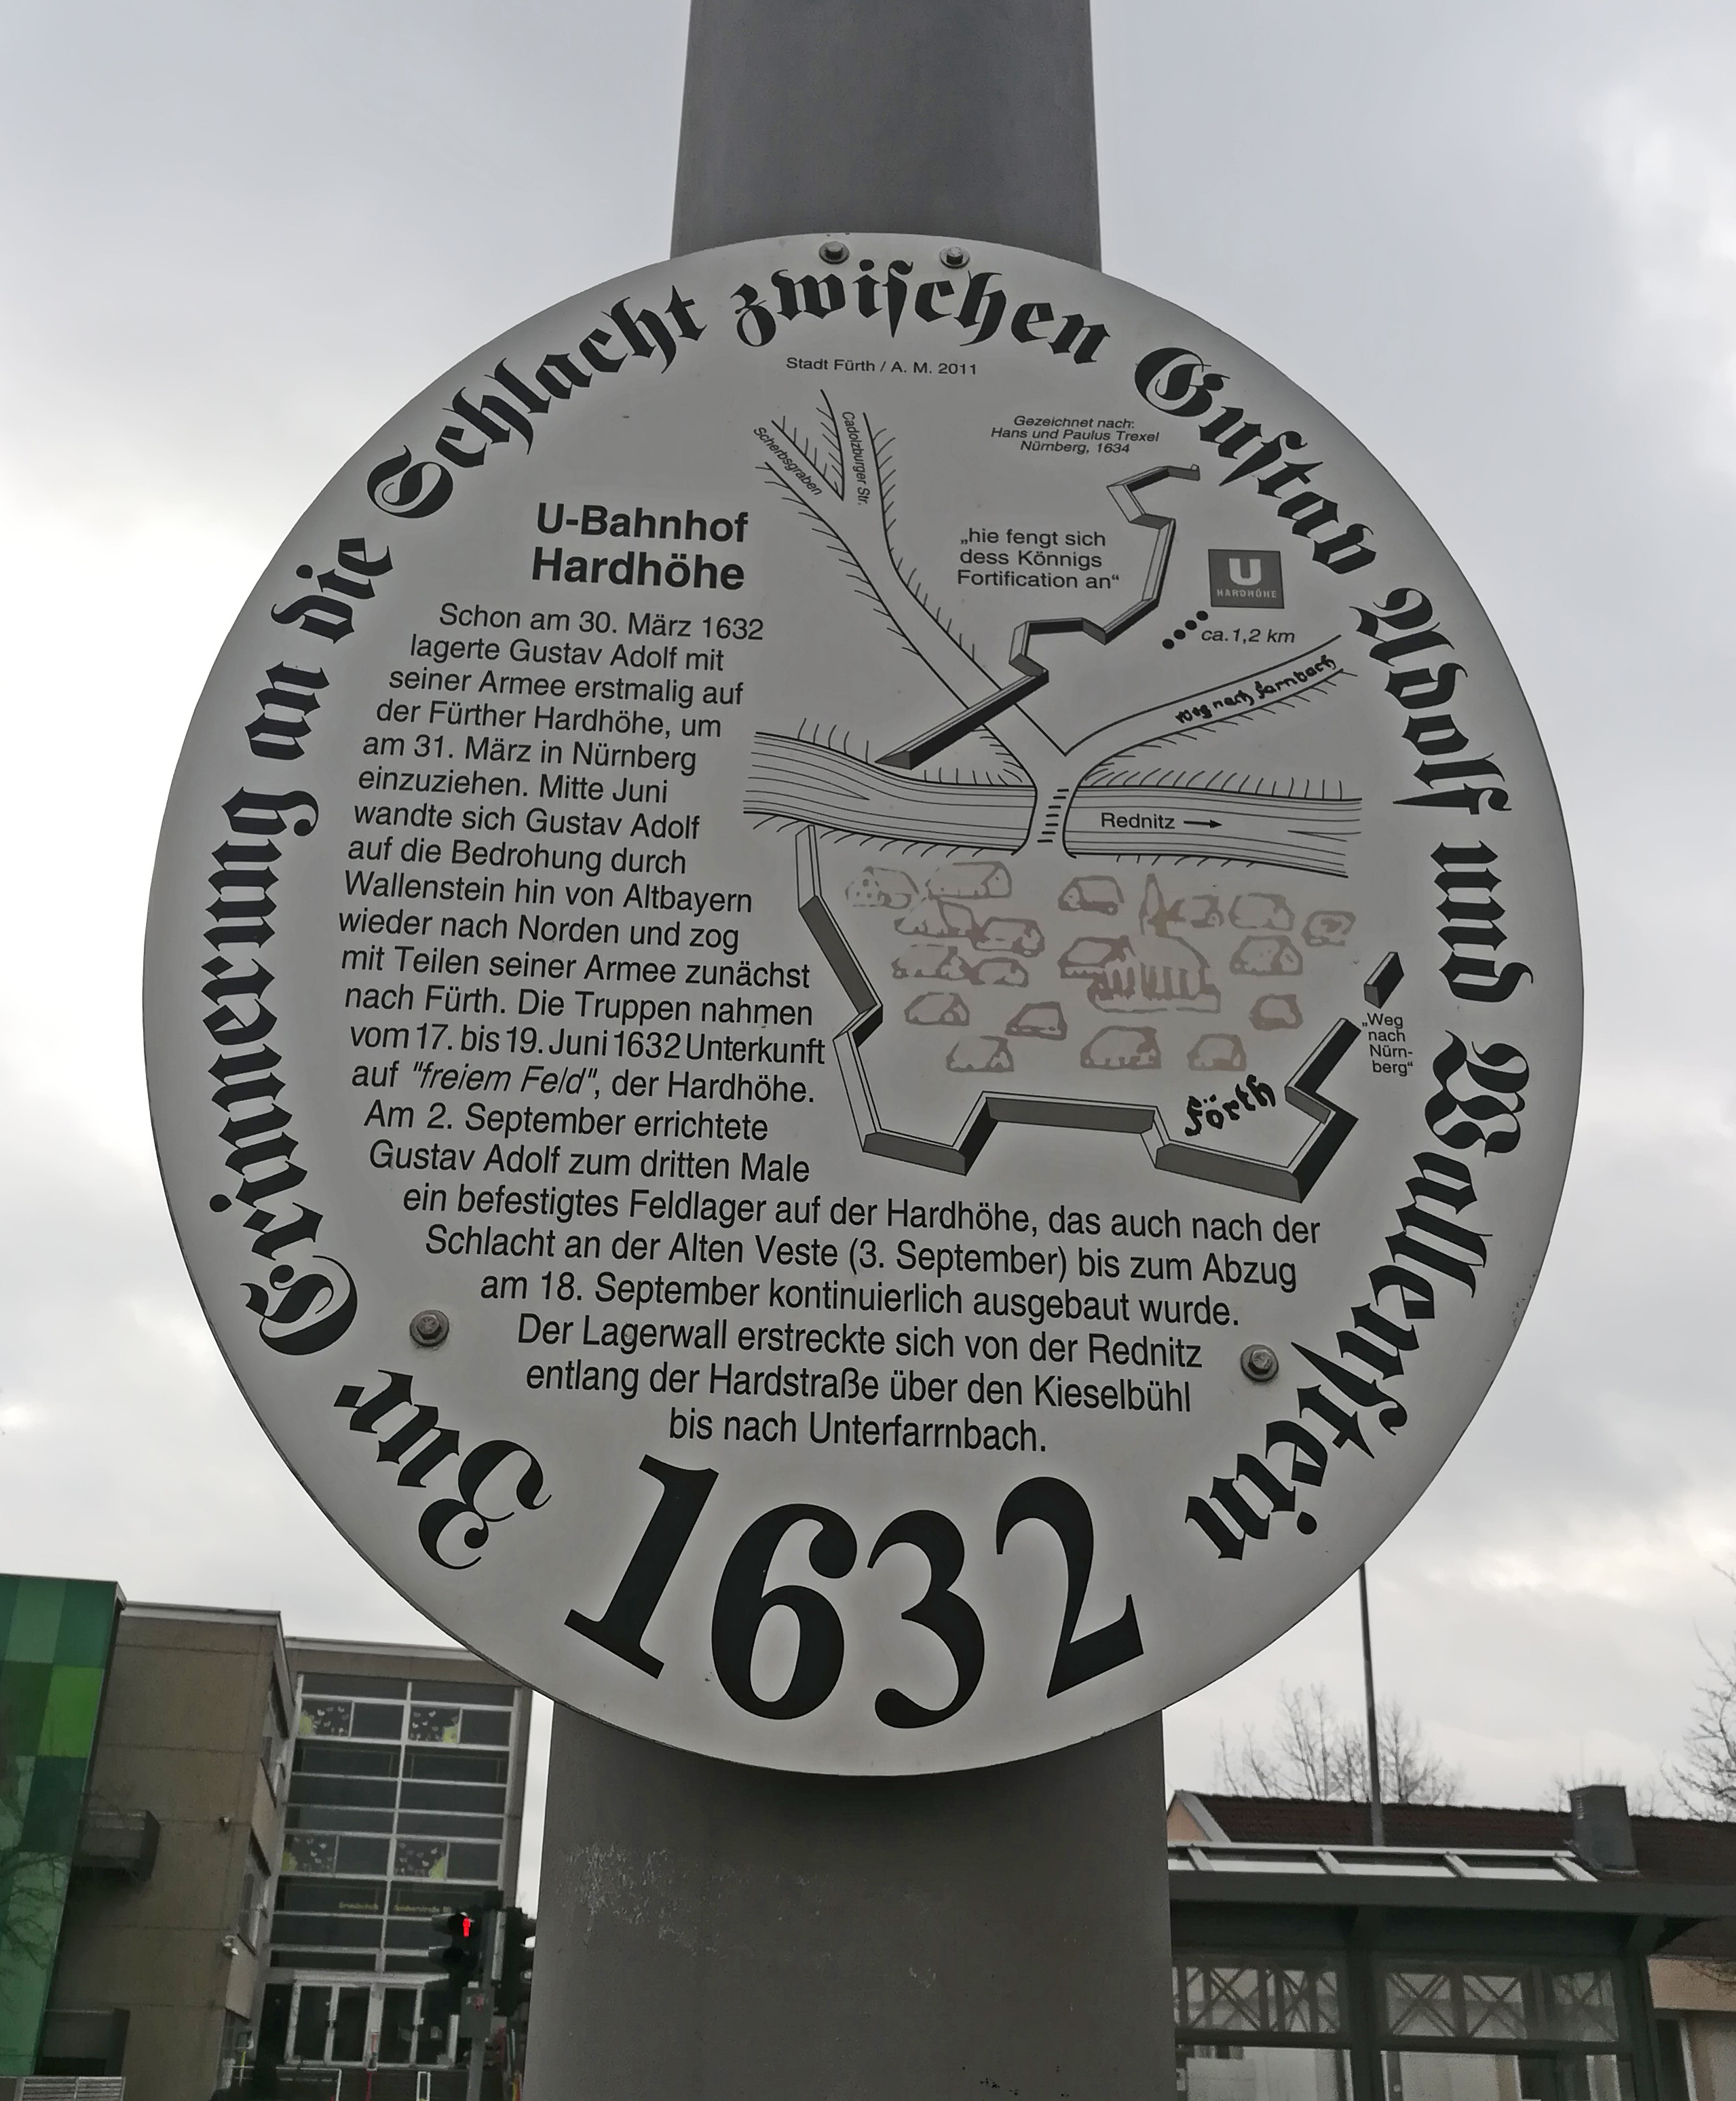 Zur Erinnerung an die Schlacht zwiſchen Guſtav Adolf und Wallenſtein
1632
Stadt Fürth / A. M. 2011
Gezeichnet nach:
Hans und Paulus Trexel
Nürnberg, 1634
Scherbsgraben
Cadolzburger Str.
„hie fengt sich
dess Könnigs
Fortification an“
U
HARDHÖHE
ca.1,2 km
Weg nach farnbach
Rednitz
„Weg
nach
Nürn-
berg“
Förth
U-Bahnhof
Hardhöhe
Schon am 30. März 1632
lagerte Gustav Adolf mit
seiner Armee erstmalig auf
der Fürther Hardhöhe, um
am 31. März in Nürnberg
einzuziehen. Mitte Juni
wandte sich Gustav Adolf
auf die Bedrohung durch
Wallenstein hin von Altbayern
wieder nach Norden und zog
mit Teilen seiner Armee zunächst
nach Fürth. Die Truppen nahmen
vom 17. bis 19. Juni 1632 Unterkunft
auf "freiem Feld", der Hardhöhe.
Am 2. September errichtete
Gustav Adolf zum dritten Male
ein befestigtes Feldlager auf der Hardhöhe, das auch nach der
Schlacht an der Alten Veste (3. September) bis zum Abzug
am 18. September kontinuierlich ausgebaut wurde.
Der Lagerwall erstreckte sich von der Rednitz
entlang der Hardstraße über den Kieselbühl
bis nach Unterfarrnbach.